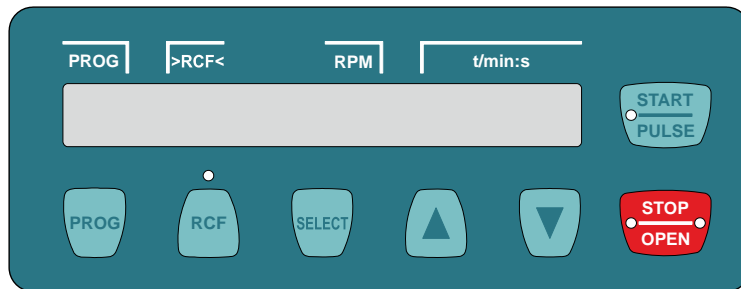 PROG >RCF< RPM t/min:s
START
PULSE
PROG RCF SELECT
STOP
OPEN